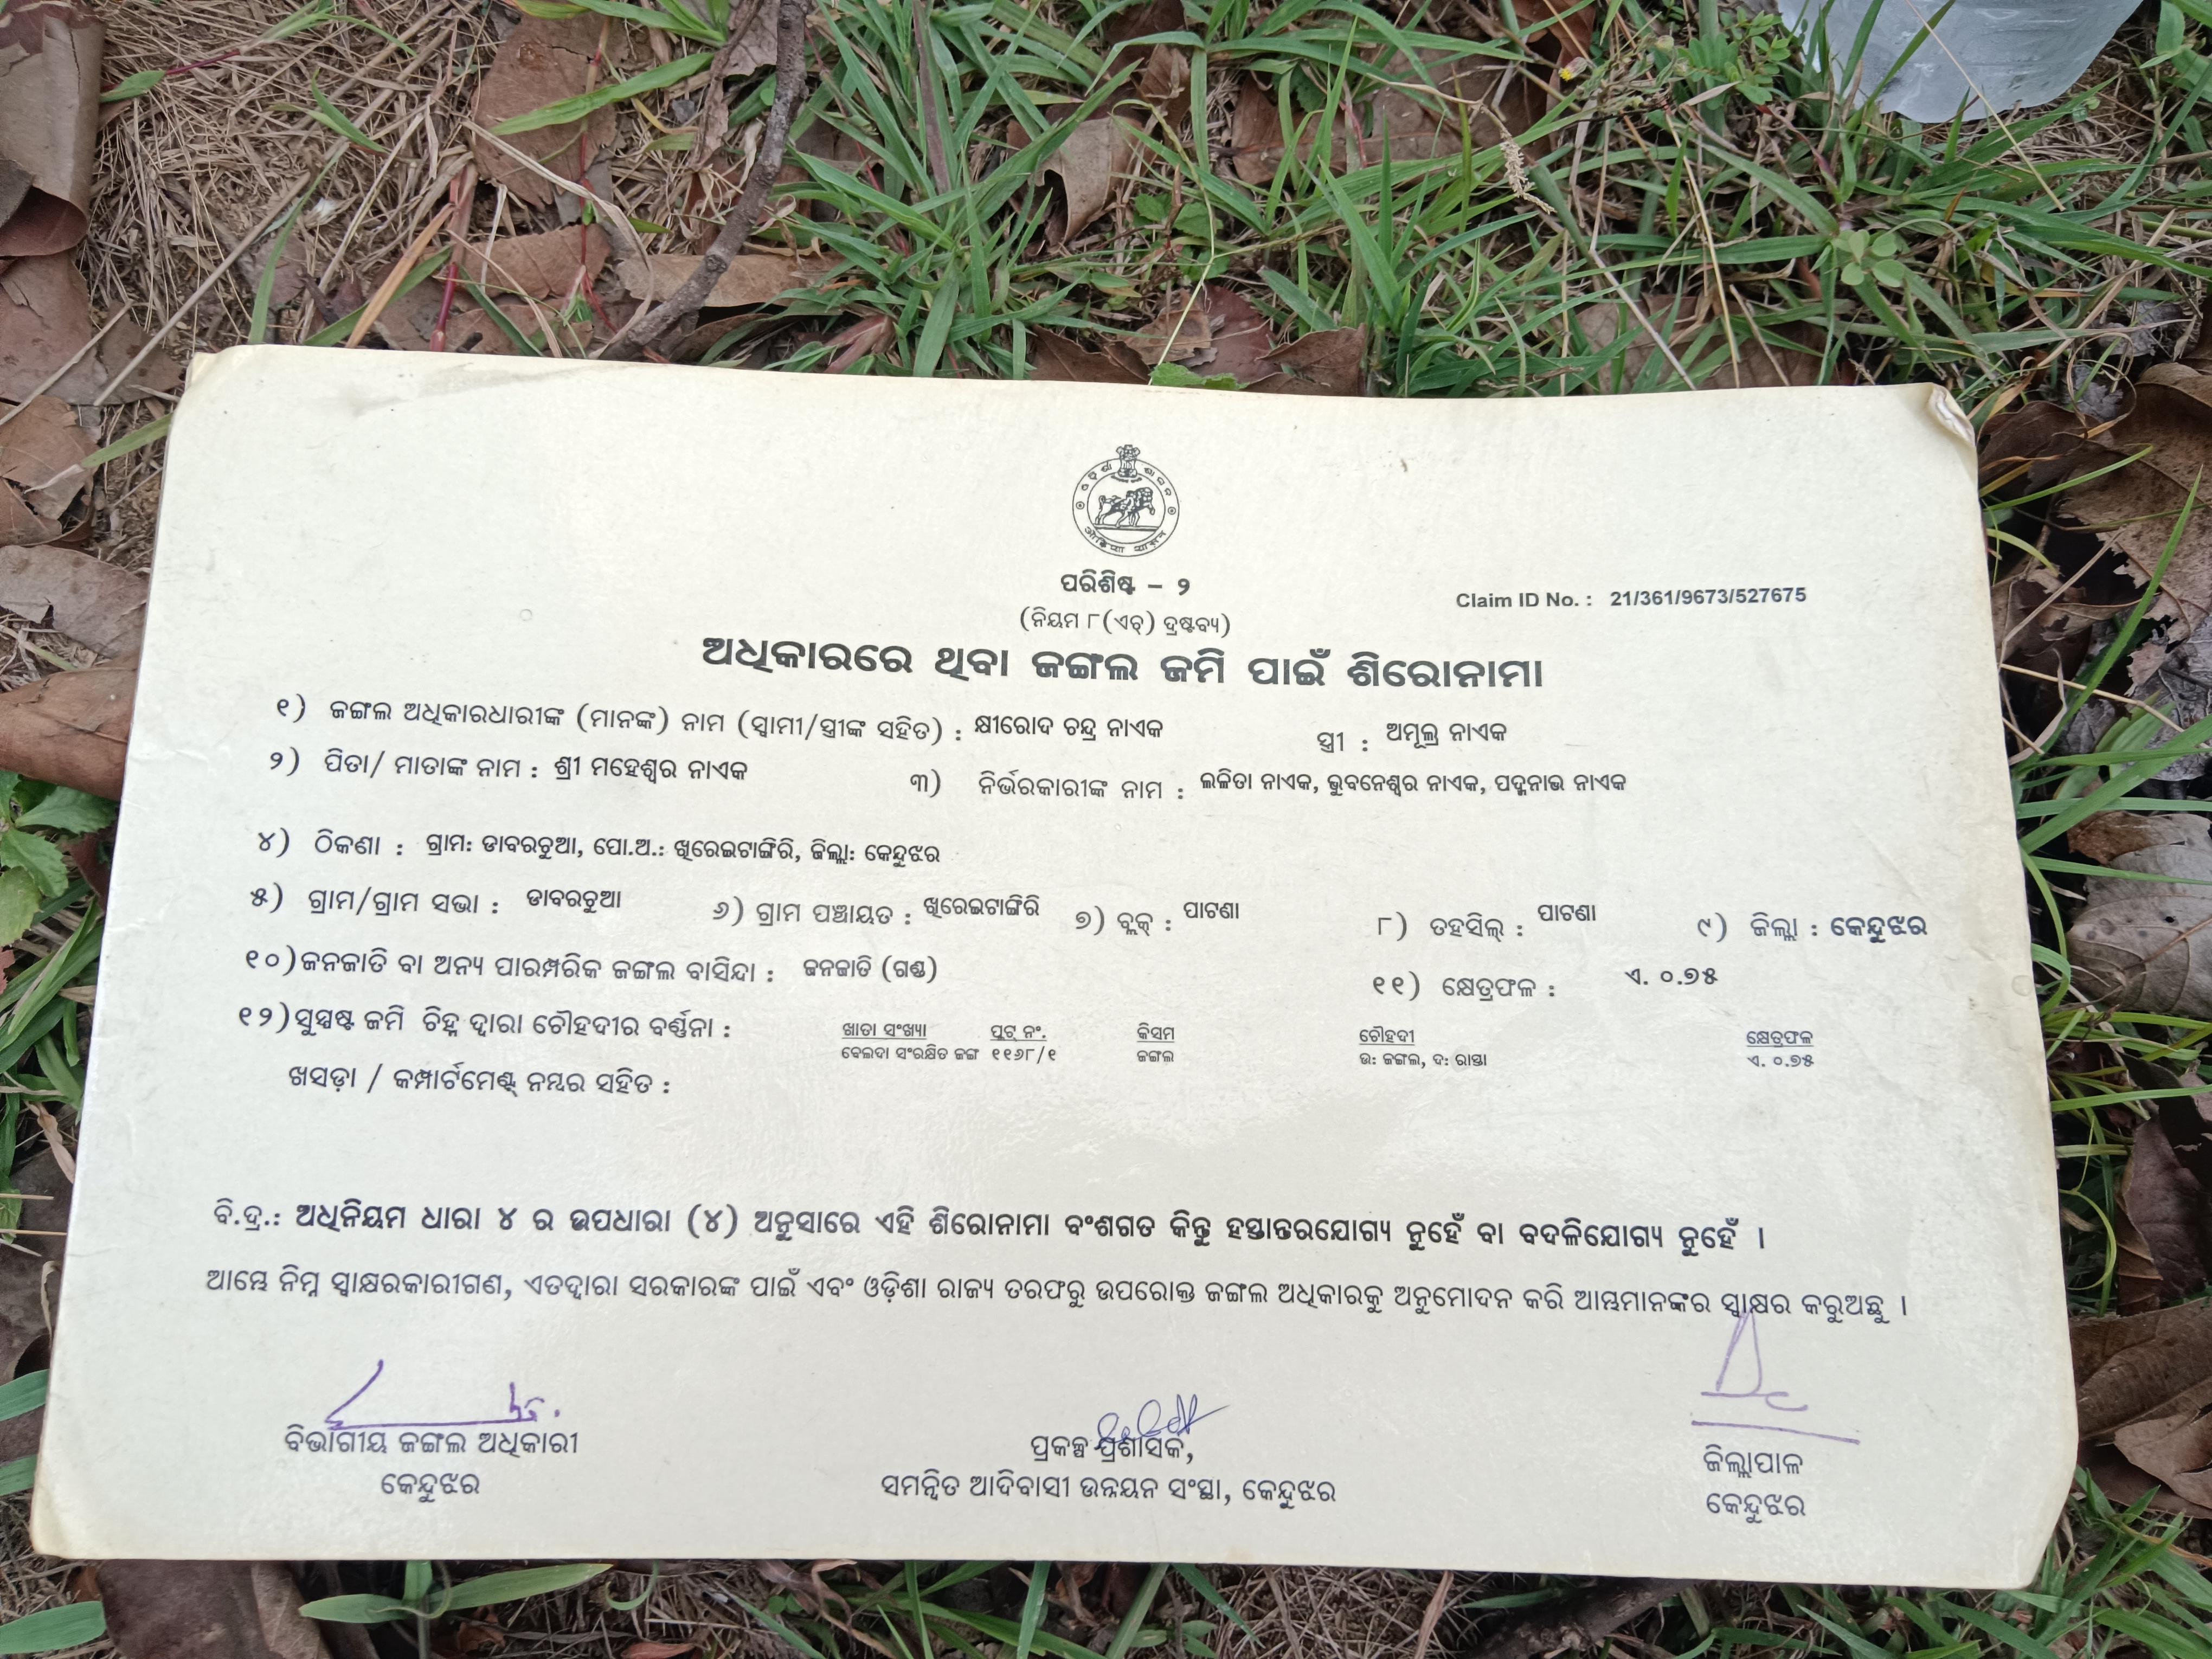 ପରିଶିଷ୍ଟ – ୨
Claim ID No. : 21/361/9673/527675
(ନିୟମ ୮(ଏଚ୍) ଦ୍ରଷ୍ଟବ୍ୟ)
ଅଧିକାରରେ ଥିବା ଜଙ୍ଗଲ ଜମି ପାଇଁ ଶିରୋନାମା
୧) ଜଙ୍ଗଲ ଅଧିକାରଧାରୀଙ୍କ (ମାନଙ୍କ) ନାମ (ସ୍ୱାମୀ/ସ୍ତ୍ରୀଙ୍କ ସହିତ) : କ୍ଷୀରୋଦ ଚନ୍ଦ୍ର ନାଏକ ସ୍ତ୍ରୀ : ଅମୂଲ୍ର ନାଏକ
୨) ପିତା/ ମାତାଙ୍କ ନାମ : ଶ୍ରୀ ମହେଶ୍ୱର ନାଏକ ୩) ନିର୍ଭରକାରୀଙ୍କ ନାମ : ଲଳିତା ନାଏକ, ଭୁବନେଶ୍ୱର ନାଏକ, ପଦ୍ମନାଭ ନାଏକ
୪) ଠିକଣା : ଗ୍ରାମ: ଡାବରଚୁଆ, ପୋ.ଅ.: ଖିରେଇଟାଙ୍ଗିରି, ଜିଲ୍ଲା: କେନ୍ଦୁଝର
୫) ଗ୍ରାମ/ଗ୍ରାମ ସଭା : ଡାବରଚୁଆ ୬) ଗ୍ରାମ ପଞ୍ଚାୟତ : ଖିରେଇଟାଙ୍ଗିରି ୭) ବ୍ଲକ୍ : ପାଟଣା ୮) ତହସିଲ୍ : ପାଟଣା ୯) ଜିଲ୍ଲା : କେନ୍ଦୁଝର
୧୦) ଜନଜାତି ବା ଅନ୍ୟ ପାରମ୍ପରିକ ଜଙ୍ଗଲ ବାସିନ୍ଦା : ଜନଜାତି (ଗଣ୍ଡ) ୧୧) କ୍ଷେତ୍ରଫଳ : ଏ. ୦.୭୫
୧୨) ସୁସ୍ପଷ୍ଟ ଜମି ଚିହ୍ନ ଦ୍ୱାରା ଚୌହଦୀର ବର୍ଣ୍ଣନା : ଖାତା ସଂଖ୍ୟା ପ୍ଲଟ୍ ନଂ. କିସମ ଚୌହଦୀ କ୍ଷେତ୍ରଫଳ
ବେଲଦା ସଂରକ୍ଷିତ ଜଙ୍ଗ ୧୧୬୮/୧ ଜଙ୍ଗଲ ଉ: ଜଙ୍ଗଲ, ଦ: ରାସ୍ତା ଏ. ୦.୭୫
ଖସଡ଼ା / କମ୍ପାର୍ଟମେଣ୍ଟ୍ ନମ୍ବର ସହିତ :
ବି.ଦ୍ର.: ଅଧିନିୟମ ଧାରା ୪ ର ଉପଧାରା (୪) ଅନୁସାରେ ଏହି ଶିରୋନାମା ବଂଶଗତ କିନ୍ତୁ ହସ୍ତାନ୍ତରଯୋଗ୍ୟ ନୁହେଁ ବା ବଦଳିଯୋଗ୍ୟ ନୁହେଁ ।
ଆମ୍ଭେ ନିମ୍ନ ସ୍ୱାକ୍ଷରକାରୀଗଣ, ଏତଦ୍ୱାରା ସରକାରଙ୍କ ପାଇଁ ଏବଂ ଓଡ଼ିଶା ରାଜ୍ୟ ତରଫରୁ ଉପରୋକ୍ତ ଜଙ୍ଗଲ ଅଧିକାରକୁ ଅନୁମୋଦନ କରି ଆମ୍ଭମାନଙ୍କର ସ୍ୱାକ୍ଷର କରୁଅଛୁ ।
ବିଭାଗୀୟ ଜଙ୍ଗଲ ଅଧିକାରୀ
କେନ୍ଦୁଝର
ପ୍ରକଳ୍ପ ପ୍ରଶାସକ,
ସମନ୍ୱିତ ଆଦିବାସୀ ଉନ୍ନୟନ ସଂସ୍ଥା, କେନ୍ଦୁଝର
ଜିଲ୍ଲାପାଳ
କେନ୍ଦୁଝର